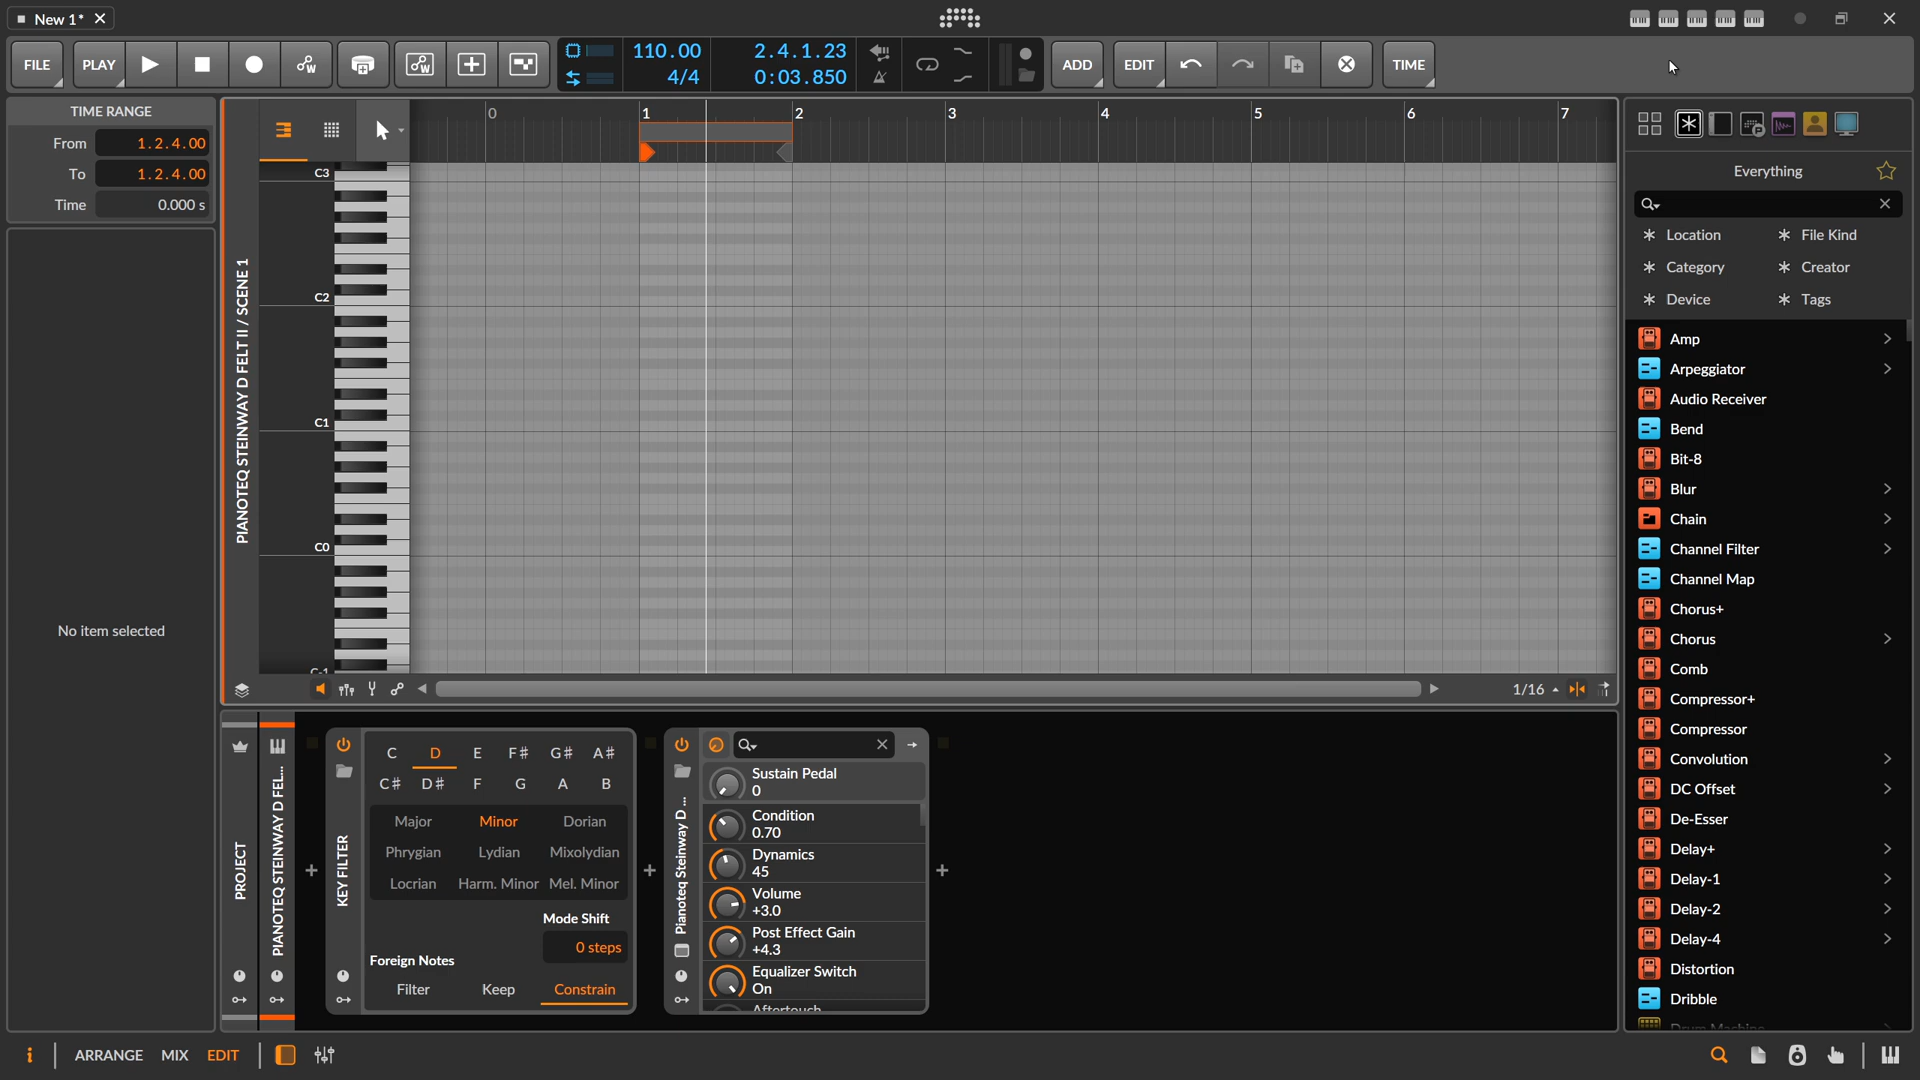 New 1*
FILE
PLAY
110.00
4/4
2.4.1.23
0:03.850
ADD
EDIT
TIME
TIME RANGE
From 1.2.4.00
To 1.2.4.00
Time 0.000 s
No item selected
PIANOTEQ STEINWAY D FELT II / SCENE 1
0 1 2 3 4 5 6 7
C3
C2
C1
C0
C-1
1/16
PROJECT
PIANOTEQ STEINWAY D FEL...
KEY FILTER
C D E F♯ G♯ A♯
C♯ D♯ F G A B
Major Minor Dorian
Phrygian Lydian Mixolydian
Locrian Harm. Minor Mel. Minor
Mode Shift
0 steps
Foreign Notes
Filter Keep Constrain
Pianoteq Steinway D ...
Sustain Pedal
0
Condition
0.70
Dynamics
45
Volume
+3.0
Post Effect Gain
+4.3
Equalizer Switch
On
Aftertouch
Everything
Location
File Kind
Category
Creator
Device
Tags
Amp
Arpeggiator
Audio Receiver
Bend
Bit-8
Blur
Chain
Channel Filter
Channel Map
Chorus+
Chorus
Comb
Compressor+
Compressor
Convolution
DC Offset
De-Esser
Delay+
Delay-1
Delay-2
Delay-4
Distortion
Dribble
Drum Machine
i
ARRANGE MIX EDIT